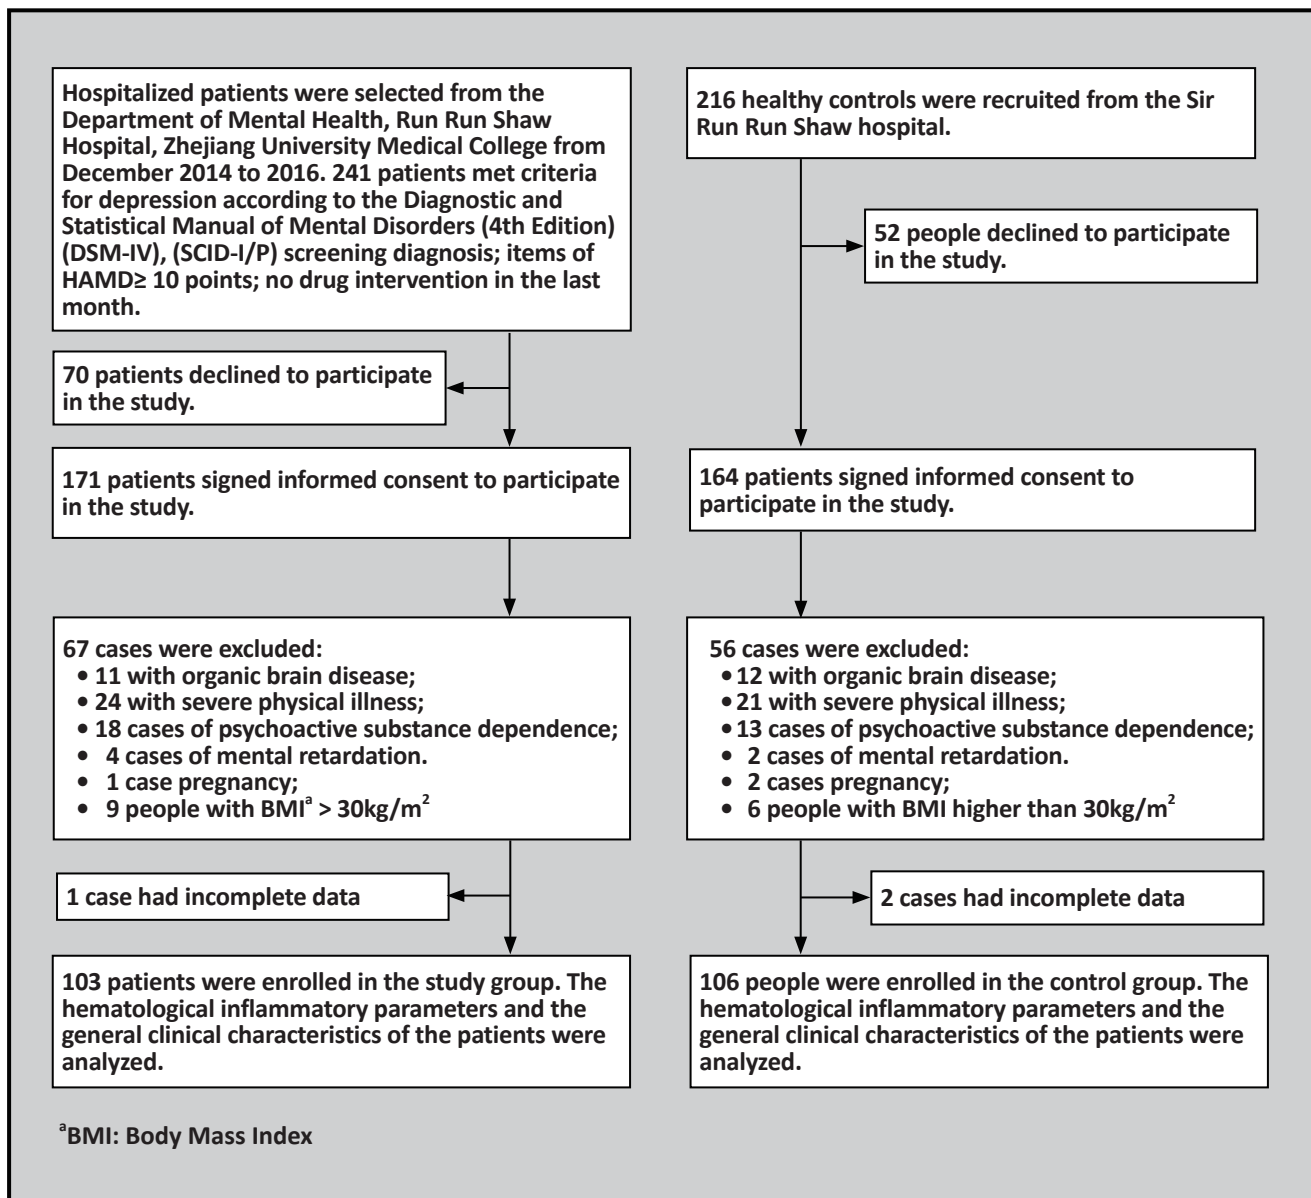 Hospitalized patients were selected from the
Department of Mental Health, Run Run Shaw
Hospital, Zhejiang University Medical College from
December 2014 to 2016. 241 patients met criteria
for depression according to the Diagnostic and
Statistical Manual of Mental Disorders (4th Edition)
(DSM-IV), (SCID-I/P) screening diagnosis; items of
HAMD≥ 10 points; no drug intervention in the last
month.
70 patients declined to participate
in the study.
171 patients signed informed consent to participate
in the study.
67 cases were excluded:
• 11 with organic brain disease;
• 24 with severe physical illness;
• 18 cases of psychoactive substance dependence;
• 4 cases of mental retardation.
• 1 case pregnancy;
• 9 people with BMIᵃ > 30kg/m²
1 case had incomplete data
103 patients were enrolled in the study group. The
hematological inflammatory parameters and the
general clinical characteristics of the patients were
analyzed.
216 healthy controls were recruited from the Sir
Run Run Shaw hospital.
52 people declined to participate
in the study.
164 patients signed informed consent to
participate in the study.
56 cases were excluded:
• 12 with organic brain disease;
• 21 with severe physical illness;
• 13 cases of psychoactive substance dependence;
• 2 cases of mental retardation.
• 2 cases pregnancy;
• 6 people with BMI higher than 30kg/m²
2 cases had incomplete data
106 people were enrolled in the control group. The
hematological inflammatory parameters and the
general clinical characteristics of the patients were
analyzed.
ᵃBMI: Body Mass Index